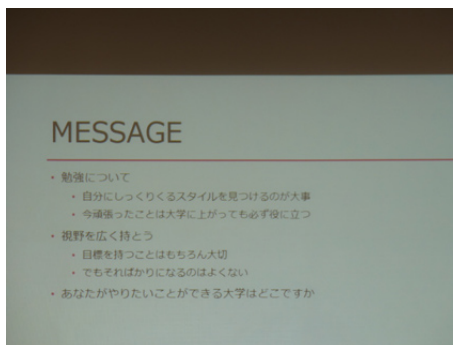 MESSAGE
・勉強について
・自分にしっくりくるスタイルを見つけるのが大事
・今頑張ったことは大学に上がっても必ず役に立つ
・視野を広く持とう
・目標を持つことはもちろん大切
・でもそればかりになるのはよくない
・あなたがやりたいことができる大学はどこですか